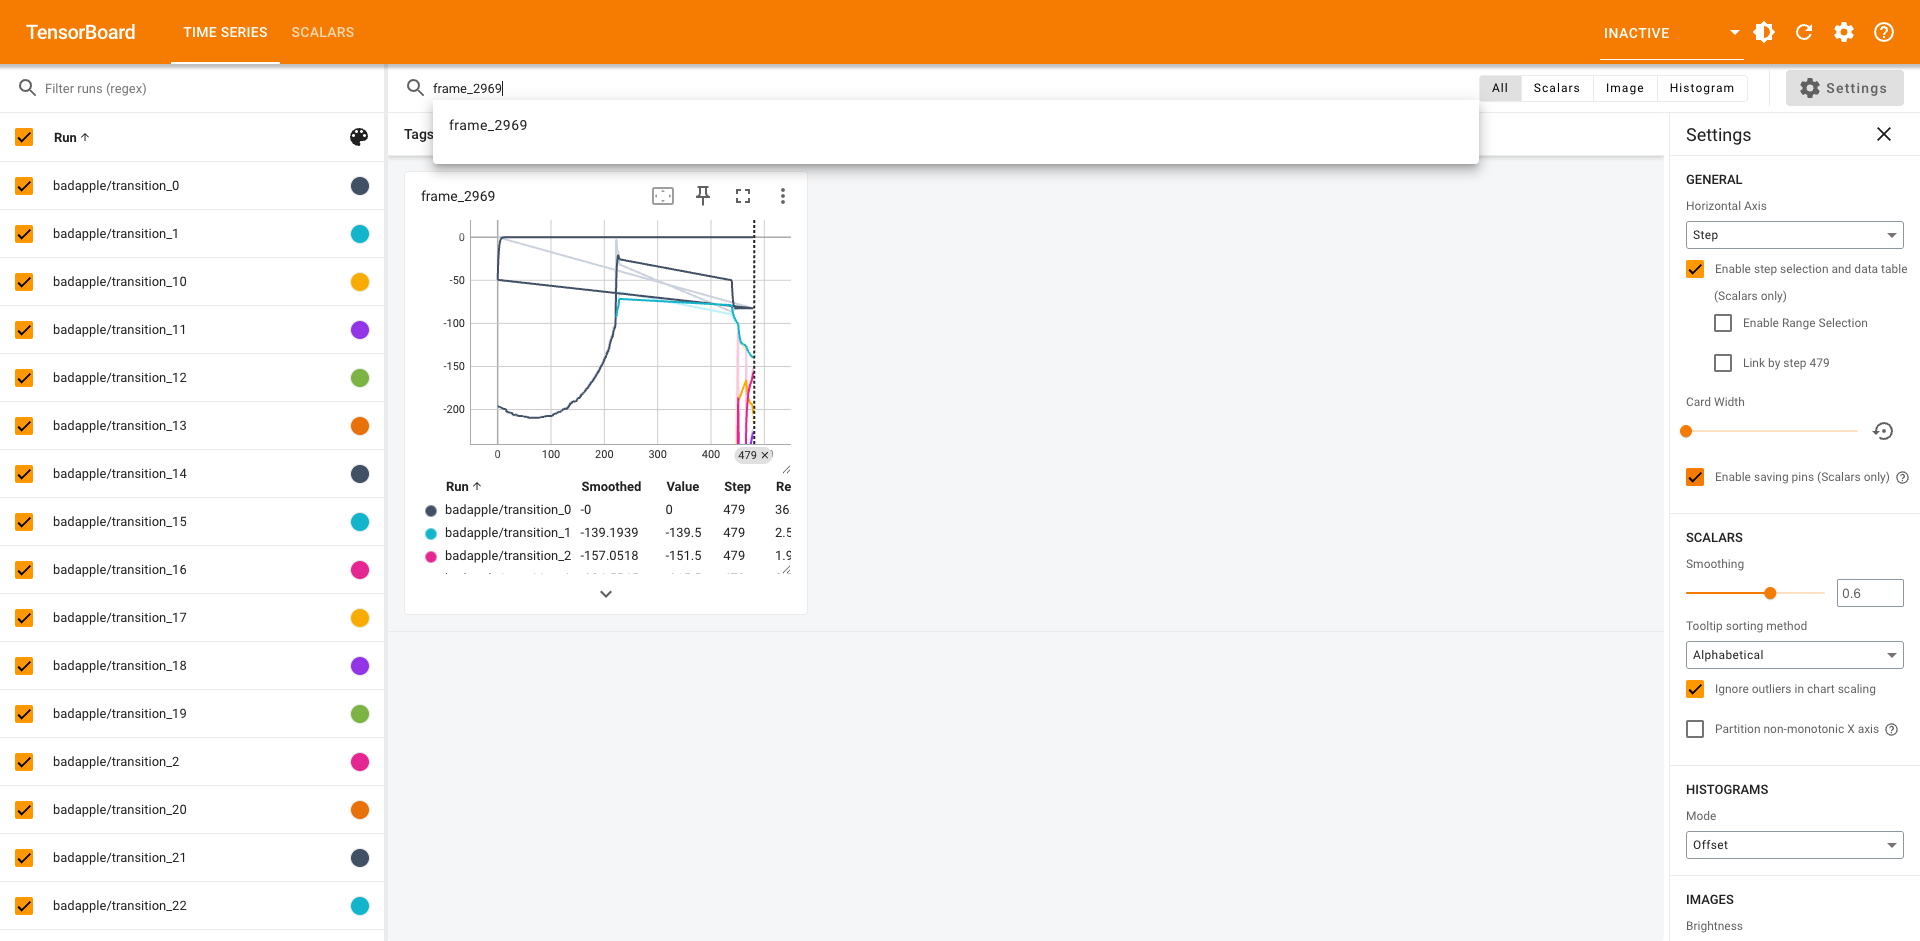 TensorBoard TIME SERIES SCALARS INACTIVE
Filter runs (regex)
Run
badapple/transition_0
badapple/transition_1
badapple/transition_10
badapple/transition_11
badapple/transition_12
badapple/transition_13
badapple/transition_14
badapple/transition_15
badapple/transition_16
badapple/transition_17
badapple/transition_18
badapple/transition_19
badapple/transition_2
badapple/transition_20
badapple/transition_21
badapple/transition_22
frame_2969
All Scalars Image Histogram Settings
frame_2969
Tags
frame_2969
0
-50
-100
-150
-200
0 100 200 300 400 479
Run Smoothed Value Step Re
badapple/transition_0 -0 0 479 36.
badapple/transition_1 -139.1939 -139.5 479 2.5
badapple/transition_2 -157.0518 -151.5 479 1.9
Settings
GENERAL
Horizontal Axis
Step
Enable step selection and data table
(Scalars only)
Enable Range Selection
Link by step 479
Card Width
Enable saving pins (Scalars only)
SCALARS
Smoothing
0.6
Tooltip sorting method
Alphabetical
Ignore outliers in chart scaling
Partition non-monotonic X axis
HISTOGRAMS
Mode
Offset
IMAGES
Brightness